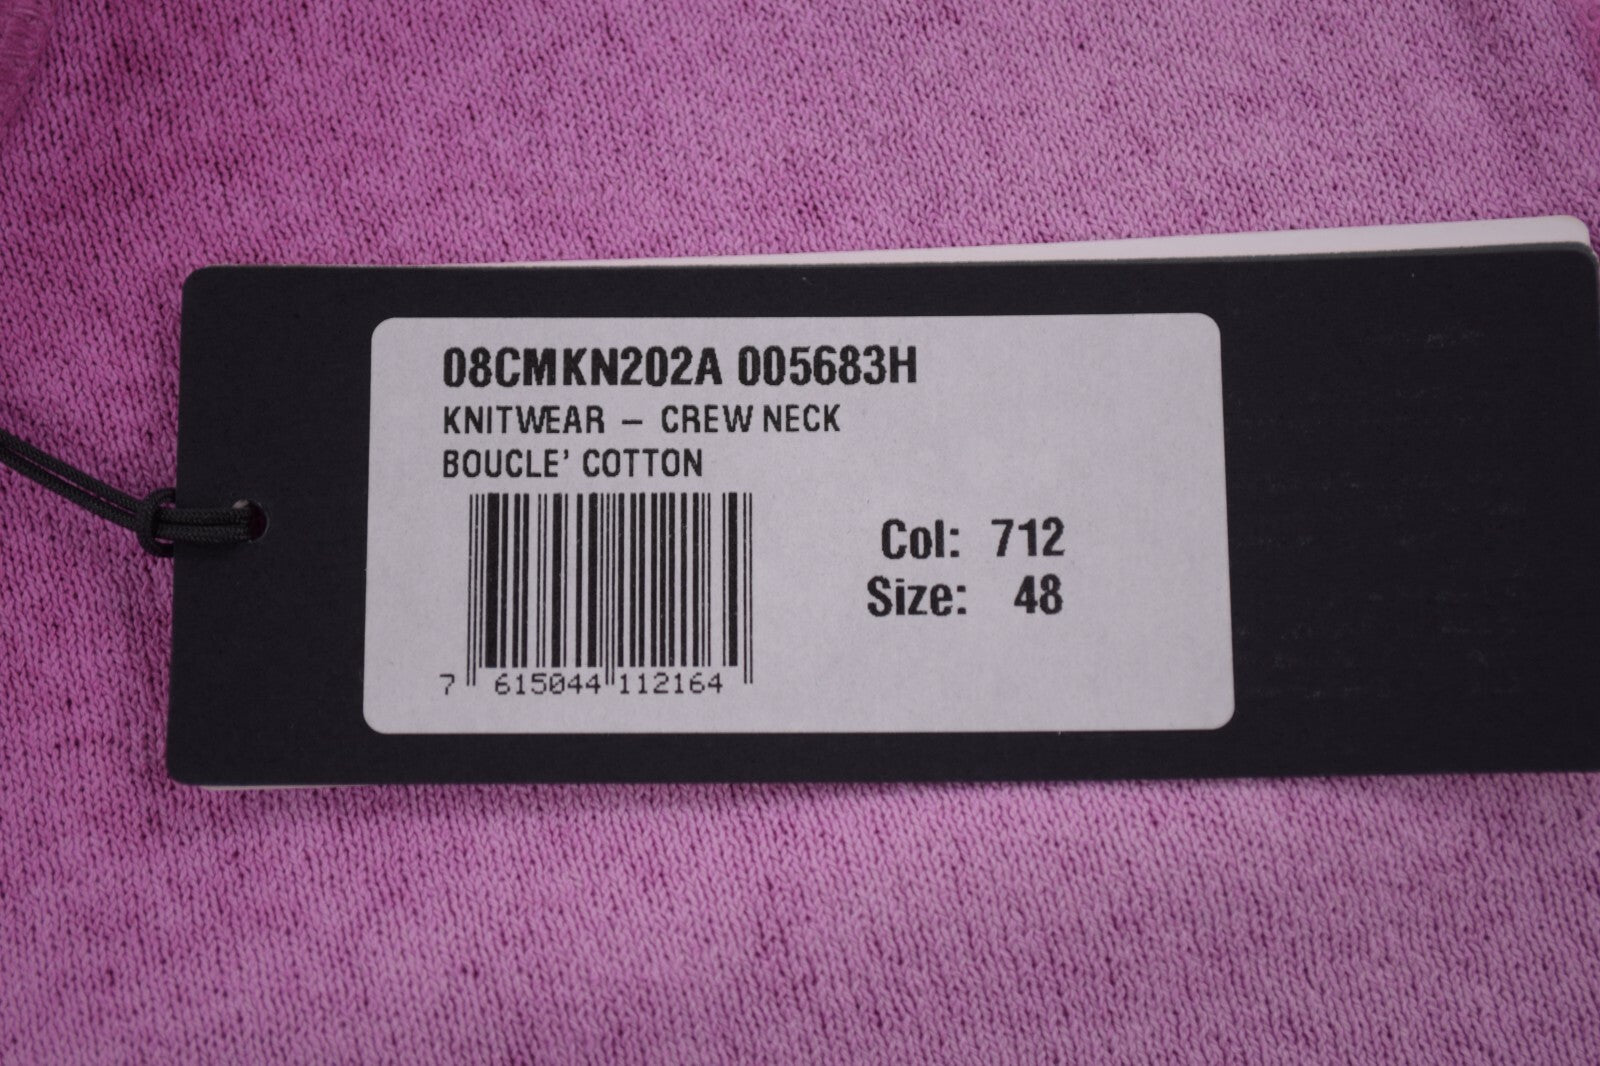 08CMKN202A 005683H
KNITWEAR – CREW NECK
BOUCLE' COTTON
Col: 712
Size: 48
7 615044 112164